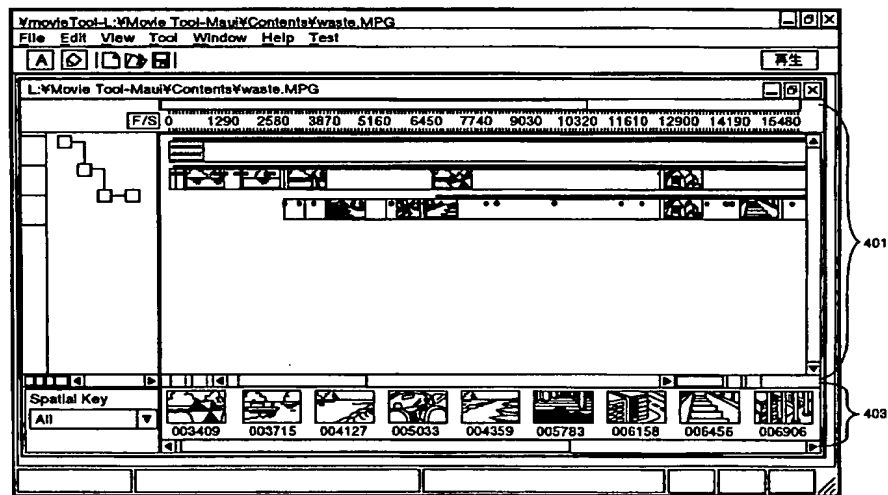 ¥movieTool-L:¥Movie Tool-Maui¥Contents¥waste.MPG
File Edit View Tool Window Help Test
A 再生
L:¥Movie Tool-Maui¥Contents¥waste.MPG
F/S 0 1290 2580 3870 5160 6450 7740 9030 10320 11610 12900 14190 15480
401
Spatial Key
All
003409 003715 004127 005033 004359 005783 006158 006456 006906
403